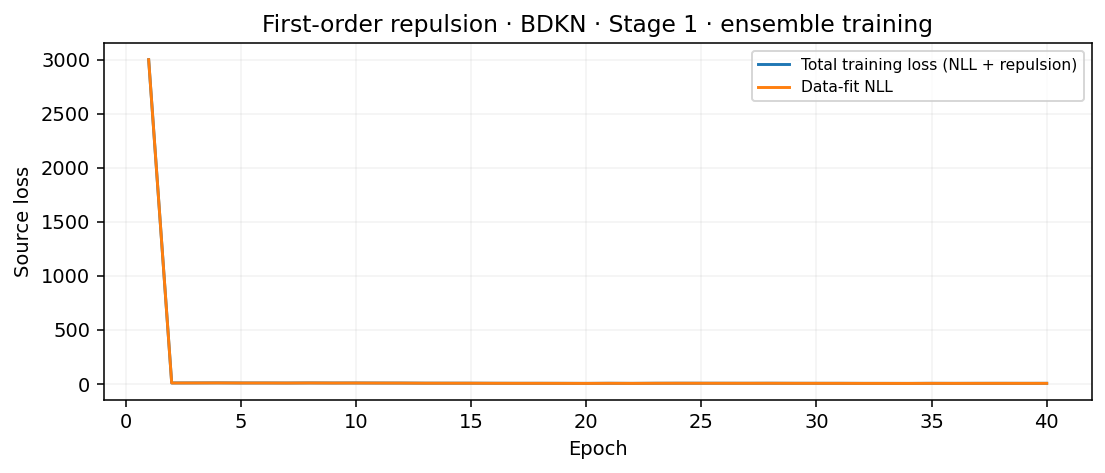 First-order repulsion · BDKN · Stage 1 · ensemble training
Total training loss (NLL + repulsion)
Data-fit NLL
Source loss
3000
2500
2000
1500
1000
500
0
0 5 10 15 20 25 30 35 40
Epoch